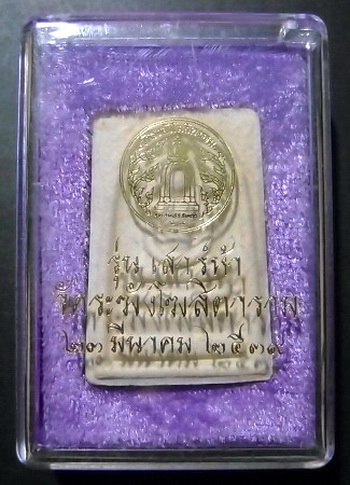 รุ่น เสาร์ห้า
วัดระฆังโฆสิตาราม
๒๓ มีนาคม ๒๕๓๙